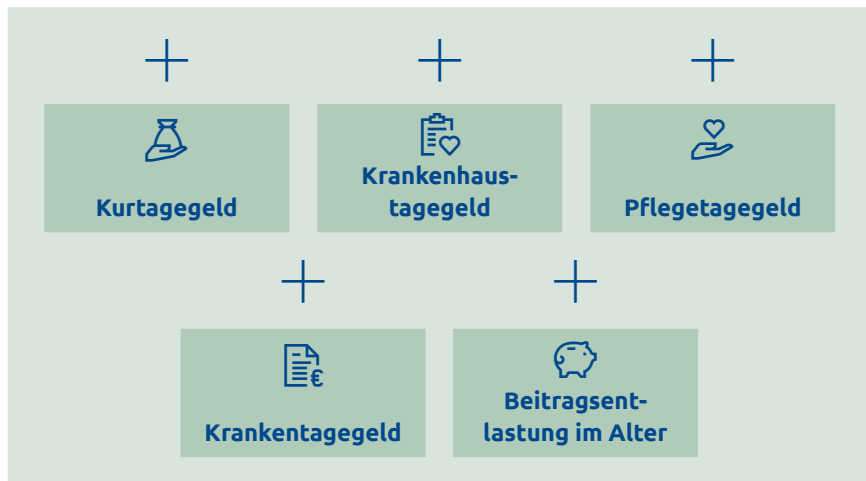 Kurtagegeld
Krankenhaus-
tagegeld
Pflegetagegeld
Krankentagegeld
Beitragsent-
lastung im Alter